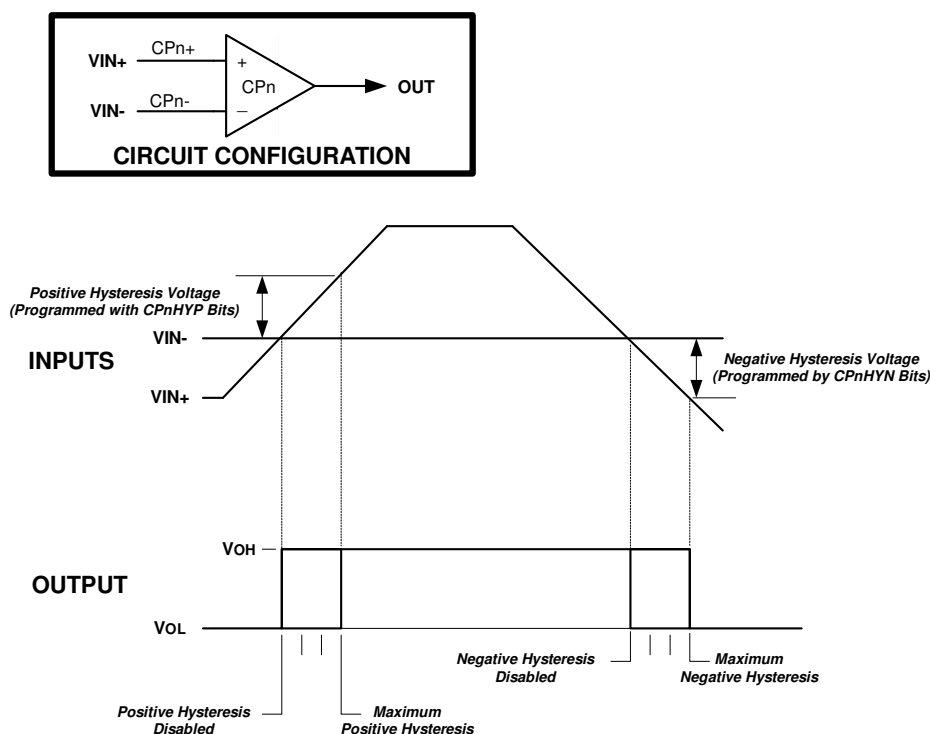 CPn+
VIN+
+
CPn
OUT
CPn-
VIN-
−
CIRCUIT CONFIGURATION
Positive Hysteresis Voltage
(Programmed with CPnHYP Bits)
VIN-
INPUTS
Negative Hysteresis Voltage
(Programmed by CPnHYN Bits)
VIN+
VOH
OUTPUT
VOL
Negative Hysteresis
Disabled
Maximum
Negative Hysteresis
Positive Hysteresis
Disabled
Maximum
Positive Hysteresis